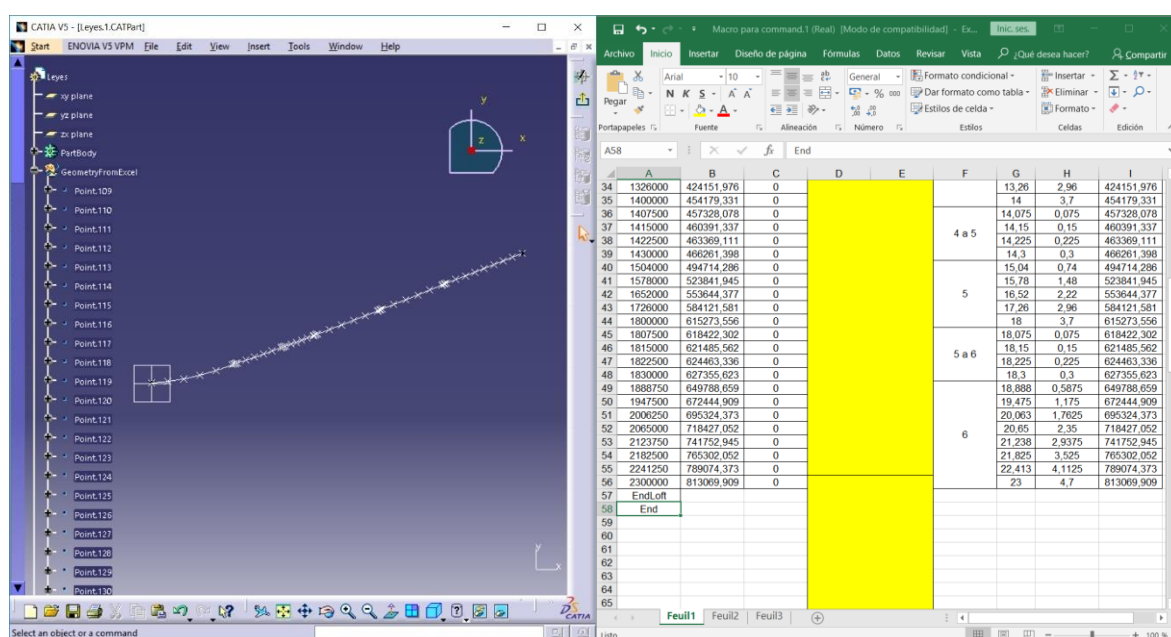 CATIA V5 - [Leyes.1.CATPart]
Start ENOVIA V5 VPM File Edit View Insert Tools Window Help
Leyes
xy plane
yz plane
zx plane
PartBody
GeometryFromExcel
Point.109
Point.110
Point.111
Point.112
Point.113
Point.114
Point.115
Point.116
Point.117
Point.118
Point.119
Point.120
Point.121
Point.122
Point.123
Point.124
Point.125
Point.126
Point.127
Point.128
Point.129
Point.130
y
x
z
y
x
CATIA
Select an object or a command
Macro para command.1 (Real) [Modo de compatibilidad] - Ex... Inic. ses.
Archivo Inicio Insertar Diseño de página Fórmulas Datos Revisar Vista ¿Qué desea hacer? Compartir
Pegar
Arial 10
N K S
General
% 000
Formato condicional
Dar formato como tabla
Estilos de celda
Insertar
Eliminar
Formato
Portapapeles Fuente Alineación Número Estilos Celdas Edición
A58 fx End
A B C D E F G H I
34 1326000 424151,976 0 13,26 2,96 424151,976
35 1400000 454179,331 0 14 3,7 454179,331
36 1407500 457328,078 0 14,075 0,075 457328,078
37 1415000 460391,337 0 4 a 5 14,15 0,15 460391,337
38 1422500 463369,111 0 14,225 0,225 463369,111
39 1430000 466261,398 0 14,3 0,3 466261,398
40 1504000 494714,286 0 15,04 0,74 494714,286
41 1578000 523841,945 0 15,78 1,48 523841,945
42 1652000 553644,377 0 5 16,52 2,22 553644,377
43 1726000 584121,581 0 17,26 2,96 584121,581
44 1800000 615273,556 0 18 3,7 615273,556
45 1807500 618422,302 0 18,075 0,075 618422,302
46 1815000 621485,562 0 5 a 6 18,15 0,15 621485,562
47 1822500 624463,336 0 18,225 0,225 624463,336
48 1830000 627355,623 0 18,3 0,3 627355,623
49 1888750 649788,659 0 18,888 0,5875 649788,659
50 1947500 672444,909 0 19,475 1,175 672444,909
51 2006250 695324,373 0 20,063 1,7625 695324,373
52 2065000 718427,052 0 20,65 2,35 718427,052
53 2123750 741752,945 0 6 21,238 2,9375 741752,945
54 2182500 765302,052 0 21,825 3,525 765302,052
55 2241250 789074,373 0 22,413 4,1125 789074,373
56 2300000 813069,909 0 23 4,7 813069,909
57 EndLoft
58 End
59
60
61
62
63
64
65
Feuil1 Feuil2 Feuil3
Listo 100 %